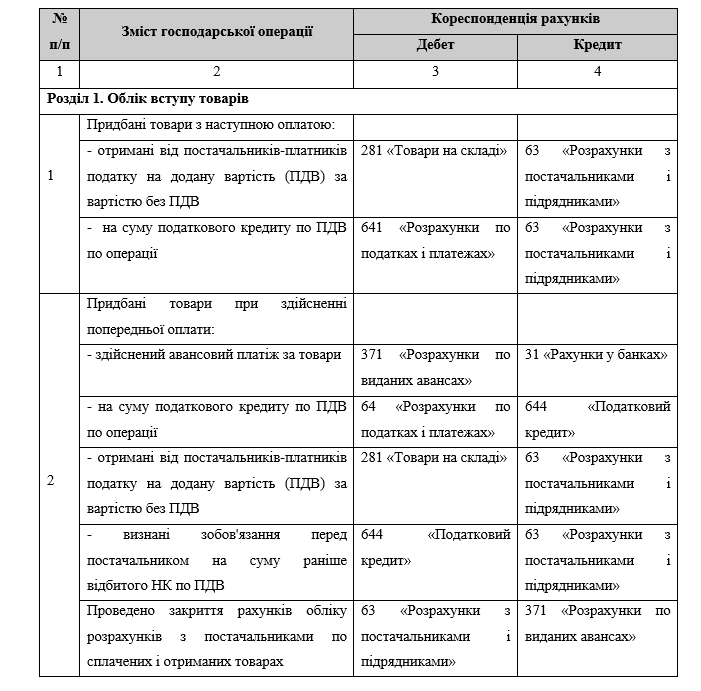 № п/п
Зміст господарської операції
Кореспонденція рахунків
Дебет
Кредит
1
2
3
4
Розділ 1. Облік вступу товарів
1
Придбані товари з наступною оплатою:
- отримані від постачальників-платників
податку на додану вартість (ПДВ) за
вартістю без ПДВ
281 «Товари на складі»
63 «Розрахунки з
постачальниками і
підрядниками»
- на суму податкового кредиту по ПДВ
по операції
641 «Розрахунки по
податках і платежах»
63 «Розрахунки з
постачальниками і
підрядниками»
2
Придбані товари при здійсненні
попередньої оплати:
- здійснений авансовий платіж за товари
371 «Розрахунки по
виданих авансах»
31 «Рахунки у банках»
- на суму податкового кредиту по ПДВ
по операції
64 «Розрахунки по
податках і платежах»
644 «Податковий
кредит»
- отримані від постачальників-платників
податку на додану вартість (ПДВ) за
вартістю без ПДВ
281 «Товари на складі»
63 «Розрахунки з
постачальниками і
підрядниками»
- визнані зобов'язання перед
постачальником на суму раніше
відбитого НК по ПДВ
644 «Податковий
кредит»
63 «Розрахунки з
постачальниками і
підрядниками»
Проведено закриття рахунків обліку
розрахунків з постачальниками по
сплачених і отриманих товарах
63 «Розрахунки з
постачальниками і
підрядниками»
371 «Розрахунки по
виданих авансах»